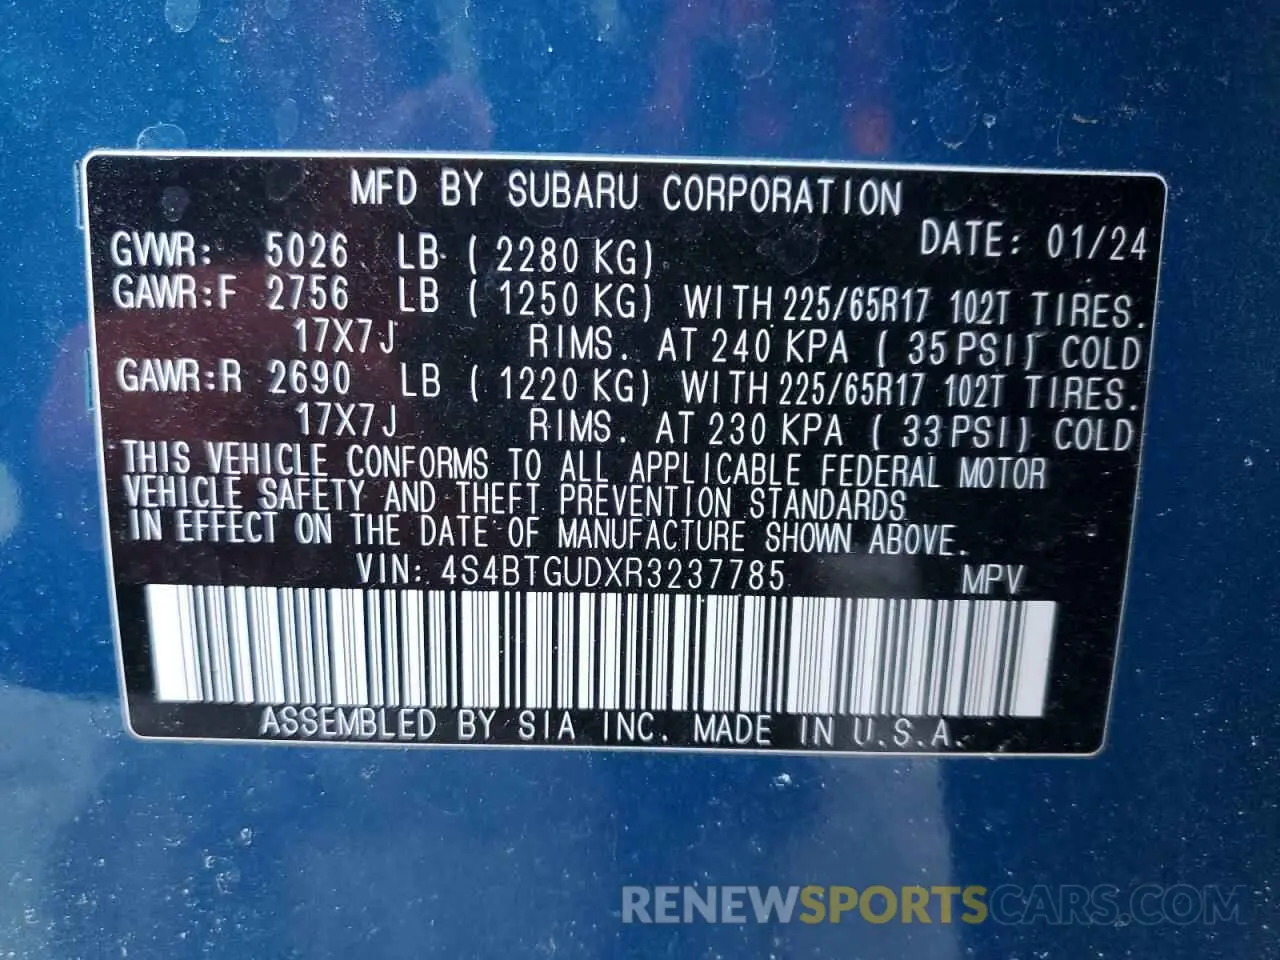 MFD BY SUBARU CORPORATION
DATE: 01/24
GVWR: 5026 LB ( 2280 KG)
GAWR:F 2756 LB ( 1250 KG) WITH 225/65R17 102T TIRES.
17X7J RIMS. AT 240 KPA ( 35 PSI) COLD
GAWR:R 2690 LB ( 1220 KG) WITH 225/65R17 102T TIRES.
17X7J RIMS. AT 230 KPA ( 33 PSI) COLD
THIS VEHICLE CONFORMS TO ALL APPLICABLE FEDERAL MOTOR
VEHICLE SAFETY AND THEFT PREVENTION STANDARDS
IN EFFECT ON THE DATE OF MANUFACTURE SHOWN ABOVE.
VIN: 4S4BTGUDXR3237785 MPV
ASSEMBLED BY SIA INC. MADE IN U.S.A.
RENEWSPORTSCARS.COM